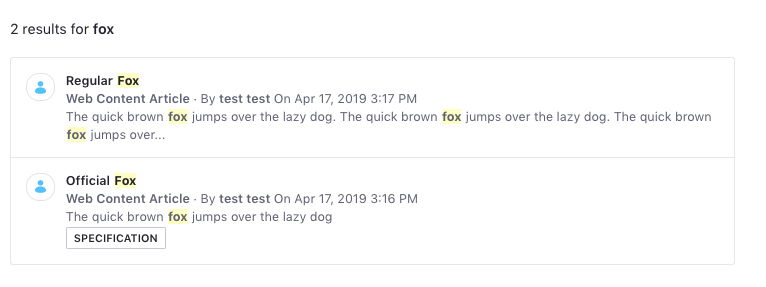 2 results for fox
Regular Fox
Web Content Article · By test test On Apr 17, 2019 3:17 PM
The quick brown fox jumps over the lazy dog. The quick brown fox jumps over the lazy dog. The quick brown
fox jumps over...
Official Fox
Web Content Article · By test test On Apr 17, 2019 3:16 PM
The quick brown fox jumps over the lazy dog
SPECIFICATION